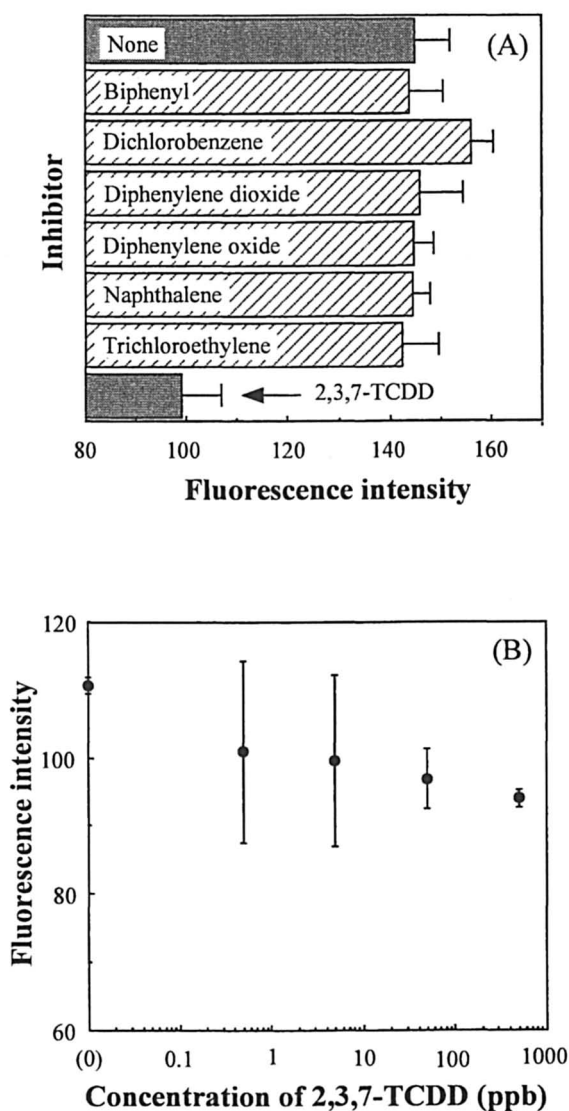 (A)
None
Biphenyl
Dichlorobenzene
Diphenylene dioxide
Diphenylene oxide
Naphthalene
Trichloroethylene
2,3,7-TCDD
Inhibitor
80 100 120 140 160
Fluorescence intensity
(B)
120
100
80
60
Fluorescence intensity
(0) 0.1 1 10 100 1000
Concentration of 2,3,7-TCDD (ppb)